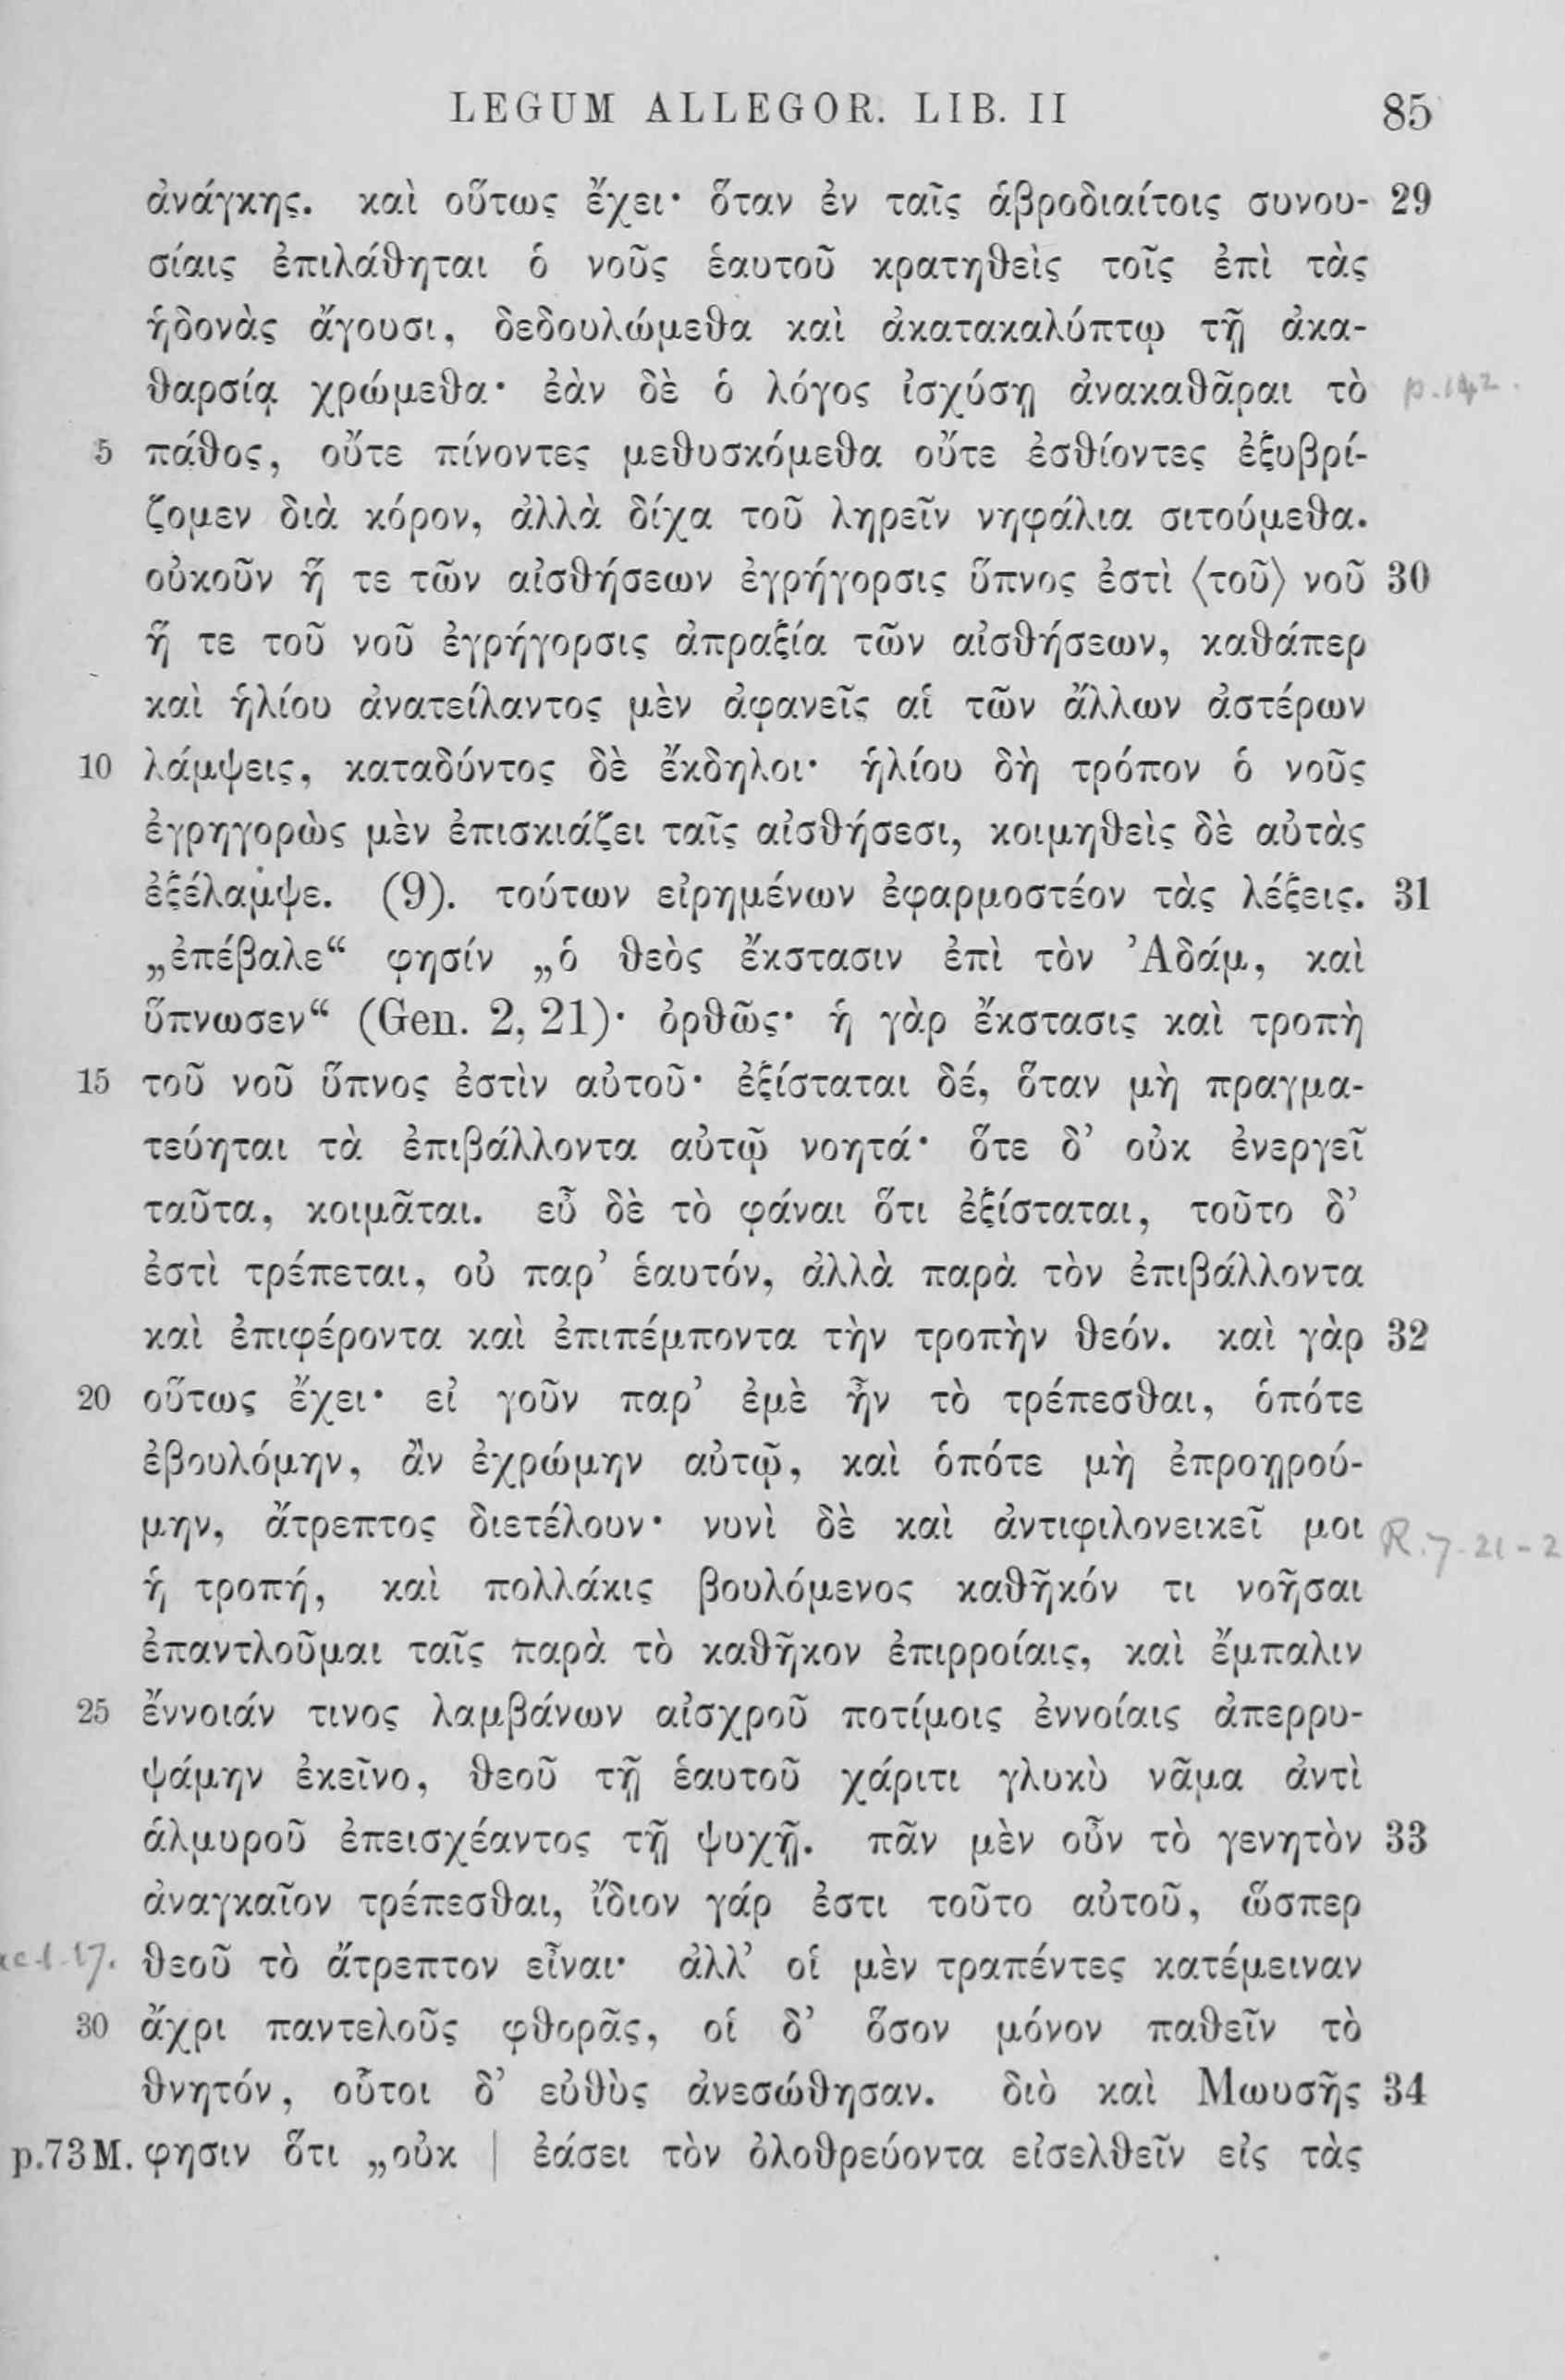 LEGUM ALLEGOR. LIB. II 85
ἀνάγκης. καὶ οὕτως ἔχει· ὅταν ἐν ταῖς ἁβροδιαίτοις συνου- 29
σίαις ἐπιλάθηται ὁ νοῦς ἑαυτοῦ κρατηθεὶς τοῖς ἐπὶ τὰς
ἡδονὰς ἄγουσι, δεδουλώμεθα καὶ ἀκατακαλύπτῳ τῇ ἀκα-
θαρσίᾳ χρώμεθα· ἐὰν δὲ ὁ λόγος ἰσχύσῃ ἀνακαθᾶραι τὸ p. 142.
5 πάθος, οὔτε πίνοντες μεθυσκόμεθα οὔτε ἐσθίοντες ἐξυβρί-
ζομεν διὰ κόρον, ἀλλὰ δίχα τοῦ ληρεῖν νηφάλια σιτούμεθα.
οὐκοῦν ἥ τε τῶν αἰσθήσεων ἐγρήγορσις ὕπνος ἐστὶ ⟨τοῦ⟩ νοῦ 30
ἥ τε τοῦ νοῦ ἐγρήγορσις ἀπραξία τῶν αἰσθήσεων, καθάπερ
καὶ ἡλίου ἀνατείλαντος μὲν ἀφανεῖς αἱ τῶν ἄλλων ἀστέρων
10 λάμψεις, καταδύντος δὲ ἔκδηλοι· ἡλίου δὴ τρόπον ὁ νοῦς
ἐγρηγορὼς μὲν ἐπισκιάζει ταῖς αἰσθήσεσι, κοιμηθεὶς δὲ αὐτὰς
ἐξέλαμψε. (9). τούτων εἰρημένων ἐφαρμοστέον τὰς λέξεις. 31
„ἐπέβαλε“ φησίν „ὁ θεὸς ἔκστασιν ἐπὶ τὸν Ἀδάμ, καὶ
ὕπνωσεν“ (Gen. 2, 21)· ὀρθῶς· ἡ γὰρ ἔκστασις καὶ τροπὴ
15 τοῦ νοῦ ὕπνος ἐστὶν αὐτοῦ· ἐξίσταται δέ, ὅταν μὴ πραγμα-
τεύηται τὰ ἐπιβάλλοντα αὐτῷ νοητά· ὅτε δ’ οὐκ ἐνεργεῖ
ταῦτα, κοιμᾶται. εὖ δὲ τὸ φάναι ὅτι ἐξίσταται, τοῦτο δ’
ἐστὶ τρέπεται, οὐ παρ’ ἑαυτόν, ἀλλὰ παρὰ τὸν ἐπιβάλλοντα
καὶ ἐπιφέροντα καὶ ἐπιπέμποντα τὴν τροπὴν θεόν. καὶ γὰρ 32
20 οὕτως ἔχει· εἰ γοῦν παρ’ ἐμὲ ἦν τὸ τρέπεσθαι, ὁπότε
ἐβουλόμην, ἂν ἐχρώμην αὐτῷ, καὶ ὁπότε μὴ ἐπροῃρού-
μην, ἄτρεπτος διετέλουν· νυνὶ δὲ καὶ ἀντιφιλονεικεῖ μοι R. 7. 21-2
ἡ τροπή, καὶ πολλάκις βουλόμενος καθῆκόν τι νοῆσαι
ἐπαντλοῦμαι ταῖς παρὰ τὸ καθῆκον ἐπιρροίαις, καὶ ἔμπαλιν
25 ἔννοιάν τινος λαμβάνων αἰσχροῦ ποτίμοις ἐννοίαις ἀπερρυ-
ψάμην ἐκεῖνο, θεοῦ τῇ ἑαυτοῦ χάριτι γλυκὺ νᾶμα ἀντὶ
ἁλμυροῦ ἐπεισχέαντος τῇ ψυχῇ. πᾶν μὲν οὖν τὸ γενητὸν 33
ἀναγκαῖον τρέπεσθαι, ἴδιον γάρ ἐστι τοῦτο αὐτοῦ, ὥσπερ
θεοῦ τὸ ἄτρεπτον εἶναι· ἀλλ’ οἱ μὲν τραπέντες κατέμειναν
30 ἄχρι παντελοῦς φθορᾶς, οἱ δ’ ὅσον μόνον παθεῖν τὸ
θνητόν, οὗτοι δ’ εὐθὺς ἀνεσώθησαν. διὸ καὶ Μωυσῆς 34
p.73 M. φησιν ὅτι „οὐκ | ἐάσει τὸν ὀλοθρεύοντα εἰσελθεῖν εἰς τὰς